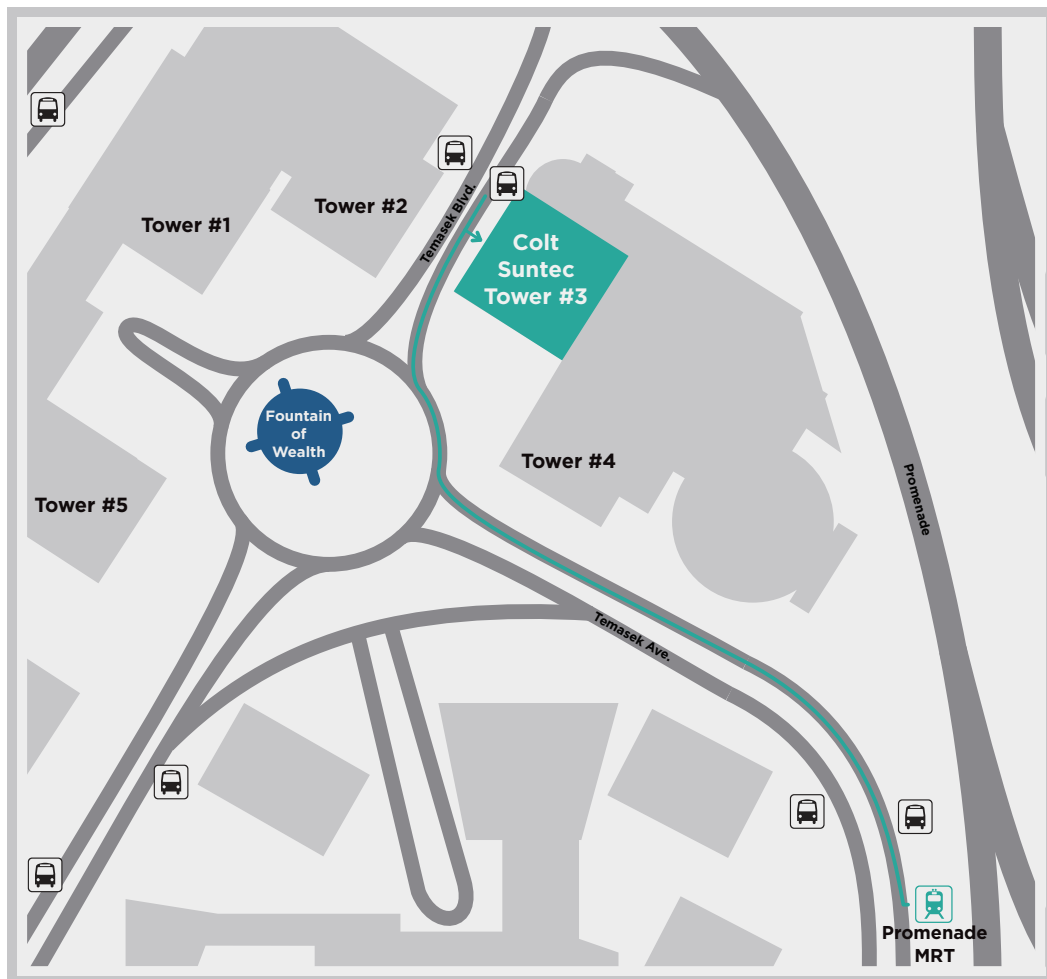 Temasek Blvd.
Tower #2
Tower #1
Colt
Suntec
Tower #3
Fountain
of
Wealth
Tower #4
Tower #5
Promenade
Temasek Ave.
Promenade
MRT